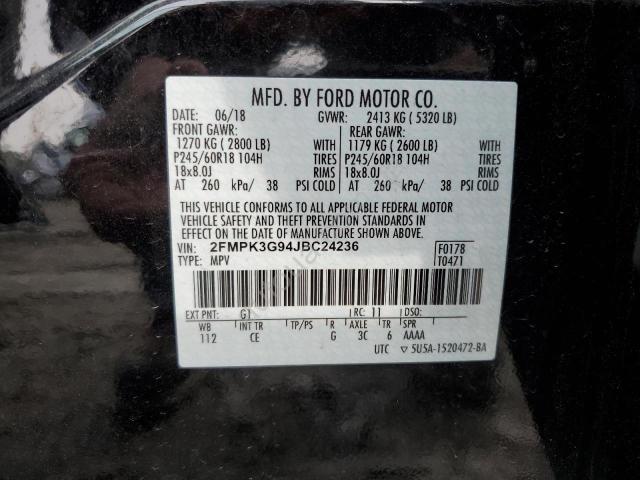 MFD. BY FORD MOTOR CO.
DATE: 06/18 GVWR: 2413 KG ( 5320 LB)
FRONT GAWR: REAR GAWR:
1270 KG ( 2800 LB) WITH 1179 KG ( 2600 LB) WITH
P245/60R18 104H TIRES P245/60R18 104H TIRES
18x8.0J RIMS 18x8.0J RIMS
AT 260 kPa/ 38 PSI COLD AT 260 kPa/ 38 PSI COLD
THIS VEHICLE CONFORMS TO ALL APPLICABLE FEDERAL MOTOR
VEHICLE SAFETY AND THEFT PREVENTION STANDARDS IN
EFFECT ON THE DATE OF MANUFACTURE SHOWN ABOVE.
VIN: 2FMPK3G94JBC24236 F0178
TYPE: MPV T0471
EXT PNT: G1 RC: 11 DSO:
WB INT TR TP/PS R AXLE TR SPR
112 CE G 3C 6 AAAA
UTC ▽5U5A-1520472-BA